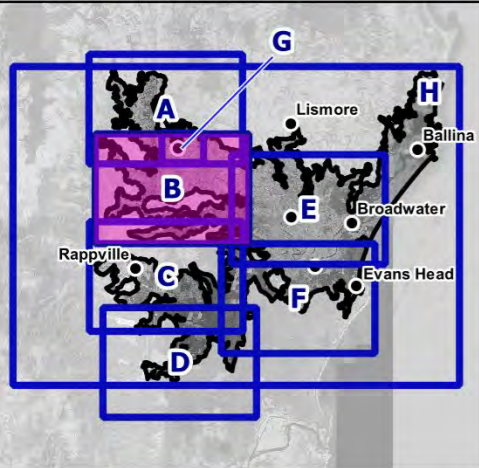 G
A
Lismore
H
Ballina
B
E
Broadwater
Rappville
C
Evans Head
F
D